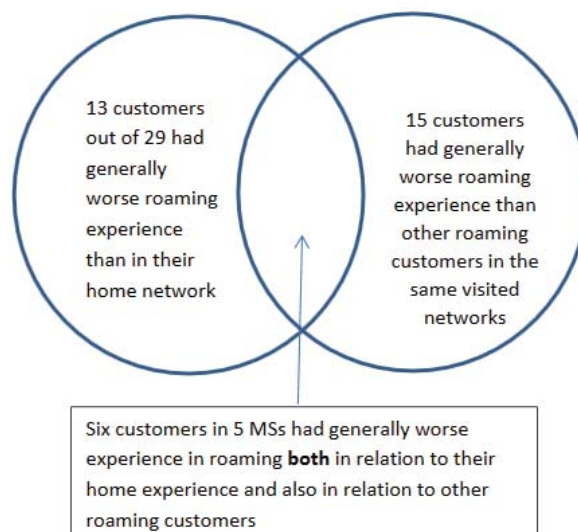 13 customers
out of 29 had
generally
worse roaming
experience
than in their
home network
15 customers
had generally
worse roaming
experience than
other roaming
customers in the
same visited
networks
Six customers in 5 MSs had generally worse
experience in roaming both in relation to their
home experience and also in relation to other
roaming customers